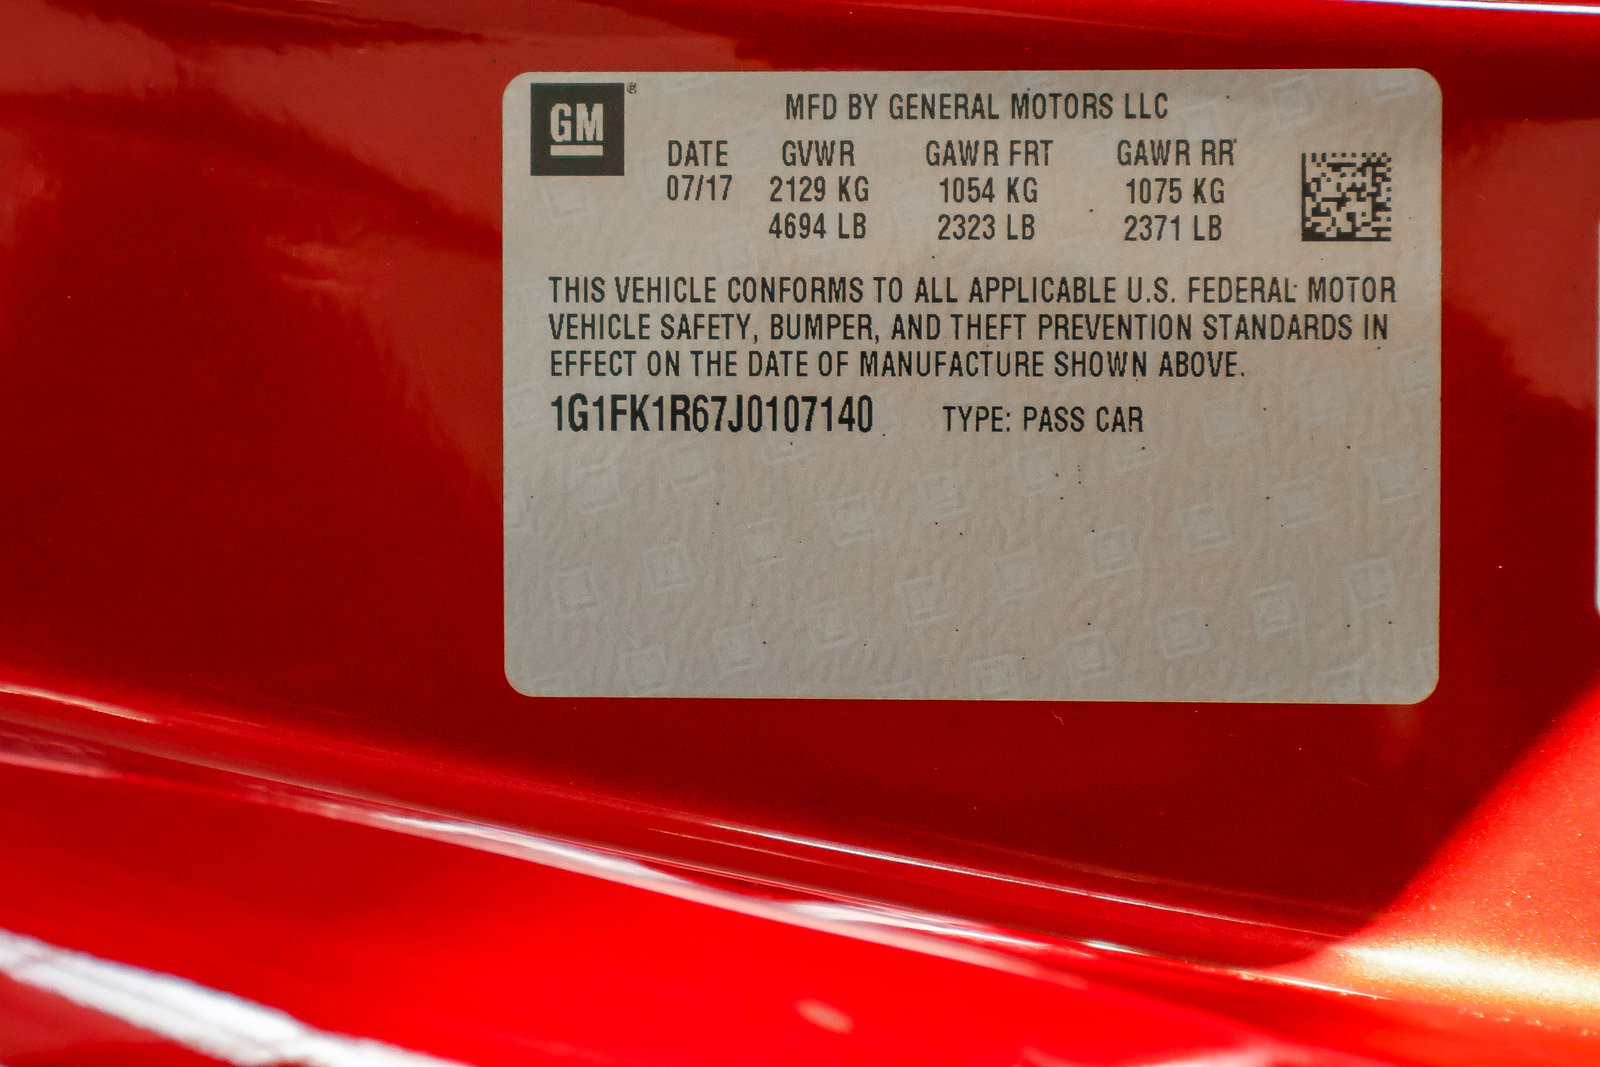 GM
MFD BY GENERAL MOTORS LLC
DATE GVWR GAWR FRT GAWR RR
07/17 2129 KG 1054 KG 1075 KG
4694 LB 2323 LB 2371 LB
THIS VEHICLE CONFORMS TO ALL APPLICABLE U.S. FEDERAL MOTOR
VEHICLE SAFETY, BUMPER, AND THEFT PREVENTION STANDARDS IN
EFFECT ON THE DATE OF MANUFACTURE SHOWN ABOVE.
1G1FK1R67J0107140 TYPE: PASS CAR